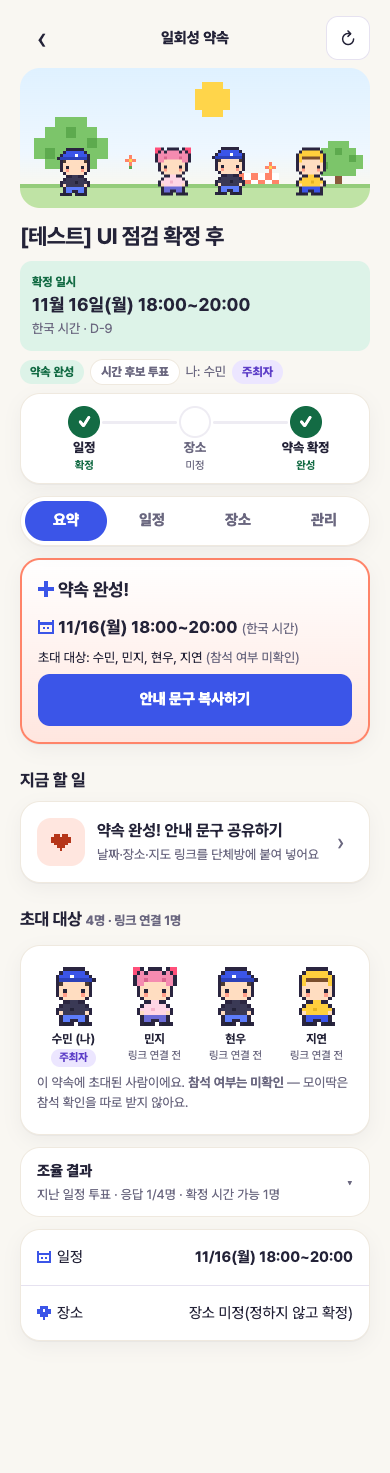 일회성 약속
[테스트] UI 점검 확정 후
확정 일시
11월 16일(월) 18:00~20:00
한국 시간 · D-9
약속 완성 시간 후보 투표 나: 수민 주최자
일정 장소 약속 확정
확정 미정 완성
요약 일정 장소 관리
약속 완성!
11/16(월) 18:00~20:00 (한국 시간)
초대 대상: 수민, 민지, 현우, 지연 (참석 여부 미확인)
안내 문구 복사하기
지금 할 일
약속 완성! 안내 문구 공유하기
날짜·장소·지도 링크를 단체방에 붙여 넣어요
초대 대상 4명 · 링크 연결 1명
수민 (나) 민지 현우 지연
주최자 링크 연결 전 링크 연결 전 링크 연결 전
이 약속에 초대된 사람이에요. 참석 여부는 미확인 — 모이딱은
참석 확인을 따로 받지 않아요.
조율 결과
지난 일정 투표 · 응답 1/4명 · 확정 시간 가능 1명
일정 11/16(월) 18:00~20:00
장소 장소 미정(정하지 않고 확정)